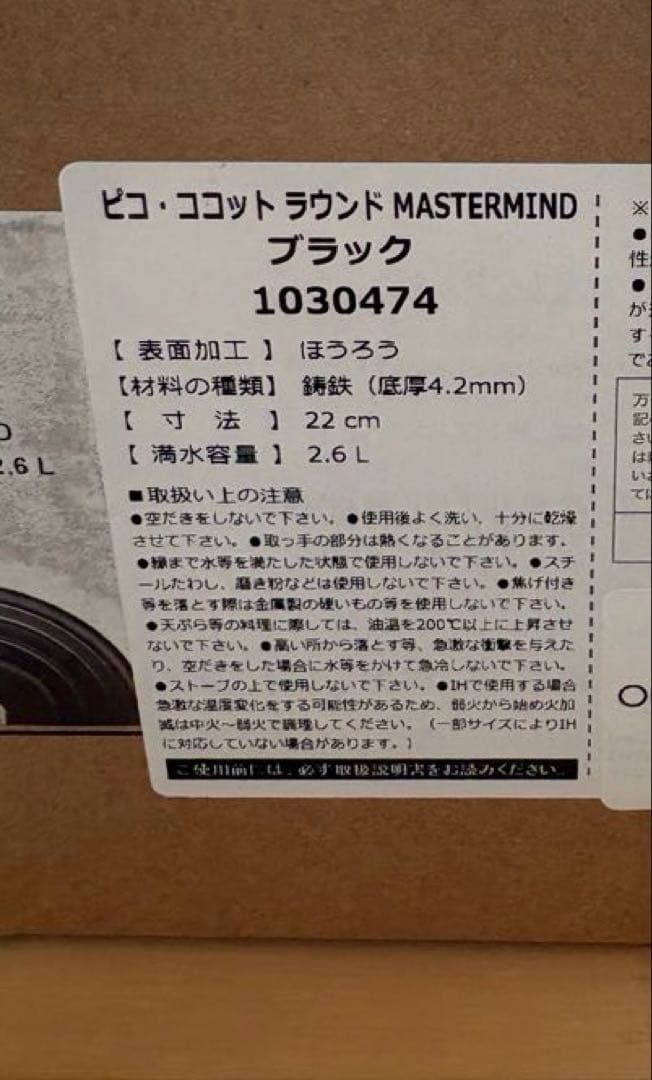 ピコ・ココット ラウンド MASTERMIND
ブラック
1030474
【 表面加工 】 ほうろう
【材料の種類】 鋳鉄（底厚4.2mm）
【 寸 法 】 22 cm
【 満水容量 】 2.6 L
■取扱い上の注意
●空だきをしないで下さい。●使用後よく洗い、十分に乾燥
させて下さい。●取っ手の部分は熱くなることがあります。
●縁まで水等を満たした状態で使用しないで下さい。●スチ
ールたわし、磨き粉などは使用しないで下さい。●焦げ付き
等を落とす際は金属製の硬いもの等を使用しないで下さい。
●天ぷら等の料理に際しては、油温を200℃以上に上昇させ
ないで下さい。●高い所から落とす等、急激な衝撃を与えた
り、空だきをした場合に水等をかけて急冷しないで下さい。
●ストーブの上で使用しないで下さい。●IHで使用する場合
急激な温度変化をする可能性があるため、弱火から始め火加
減は中火～弱火で調理してください。（一部サイズによりIH
に対応していない場合があります。）
ご使用前には、必ず取扱説明書をお読みください。
2.6 L
※
●
性
●
が
す
で
万
記
さ
は
い
て